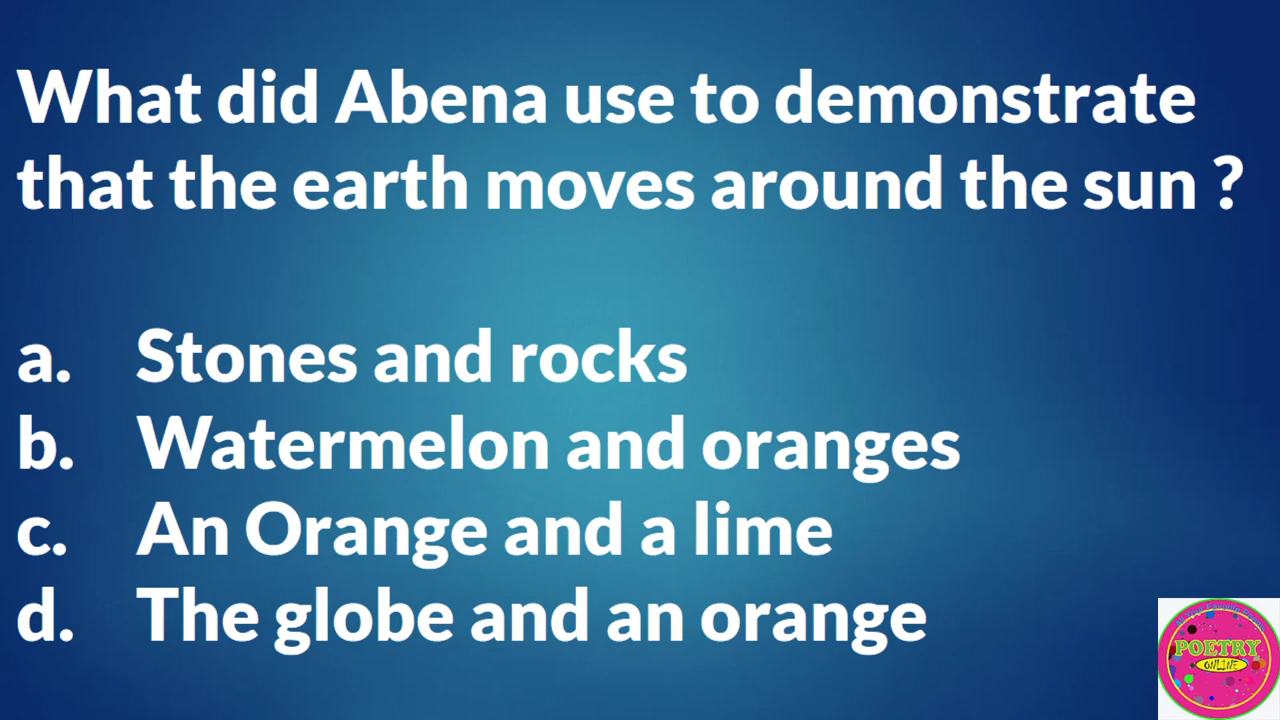 What did Abena use to demonstrate
that the earth moves around the sun ?
a. Stones and rocks
b. Watermelon and oranges
c. An Orange and a lime
d. The globe and an orange
POETRY
ONLINE